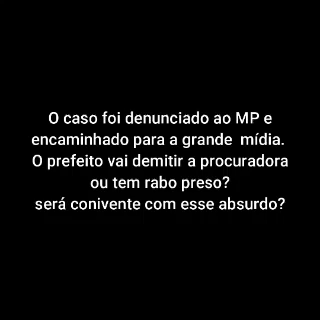 O caso foi denunciado ao MP e
encaminhado para a grande mídia.
O prefeito vai demitir a procuradora
ou tem rabo preso?
será conivente com esse absurdo?